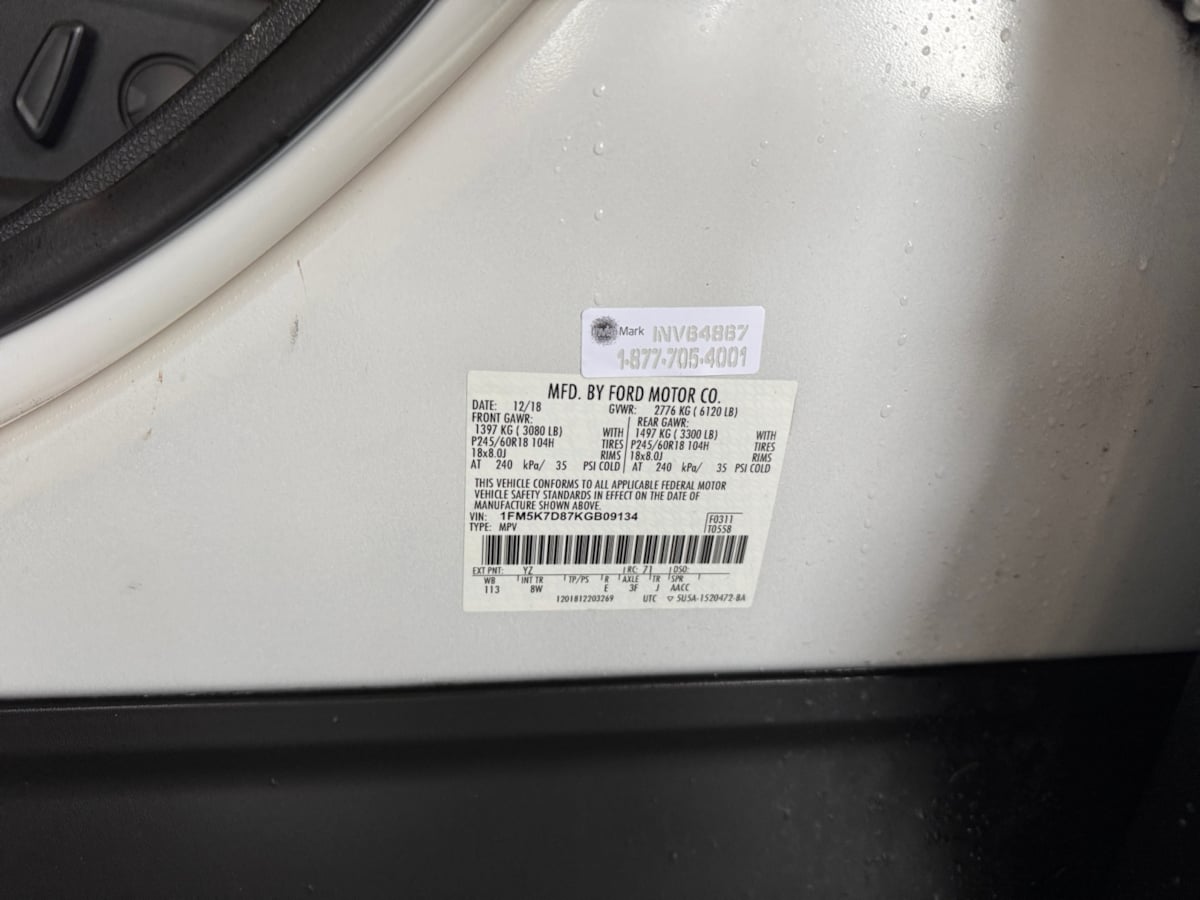 Mark INV64867
1-877-705-4001
MFD. BY FORD MOTOR CO.
DATE: 12/18 GVWR: 2776 KG ( 6120 LB)
FRONT GAWR: REAR GAWR:
1397 KG ( 3080 LB) WITH 1497 KG ( 3300 LB) WITH
P245/60R18 104H TIRES P245/60R18 104H TIRES
18x8.0J RIMS 18x8.0J RIMS
AT 240 kPa/ 35 PSI COLD AT 240 kPa/ 35 PSI COLD
THIS VEHICLE CONFORMS TO ALL APPLICABLE FEDERAL MOTOR
VEHICLE SAFETY STANDARDS IN EFFECT ON THE DATE OF
MANUFACTURE SHOWN ABOVE.
VIN: 1FM5K7D87KGB09134 F0311
TYPE: MPV T0558
EXT PNT: YZ RC: 71 DSO:
WB INT TR TP/PS R AXLE TR SPR
113 8W E 3F J AACC
1201812203269 UTC ▽ 5U5A-1520472-BA